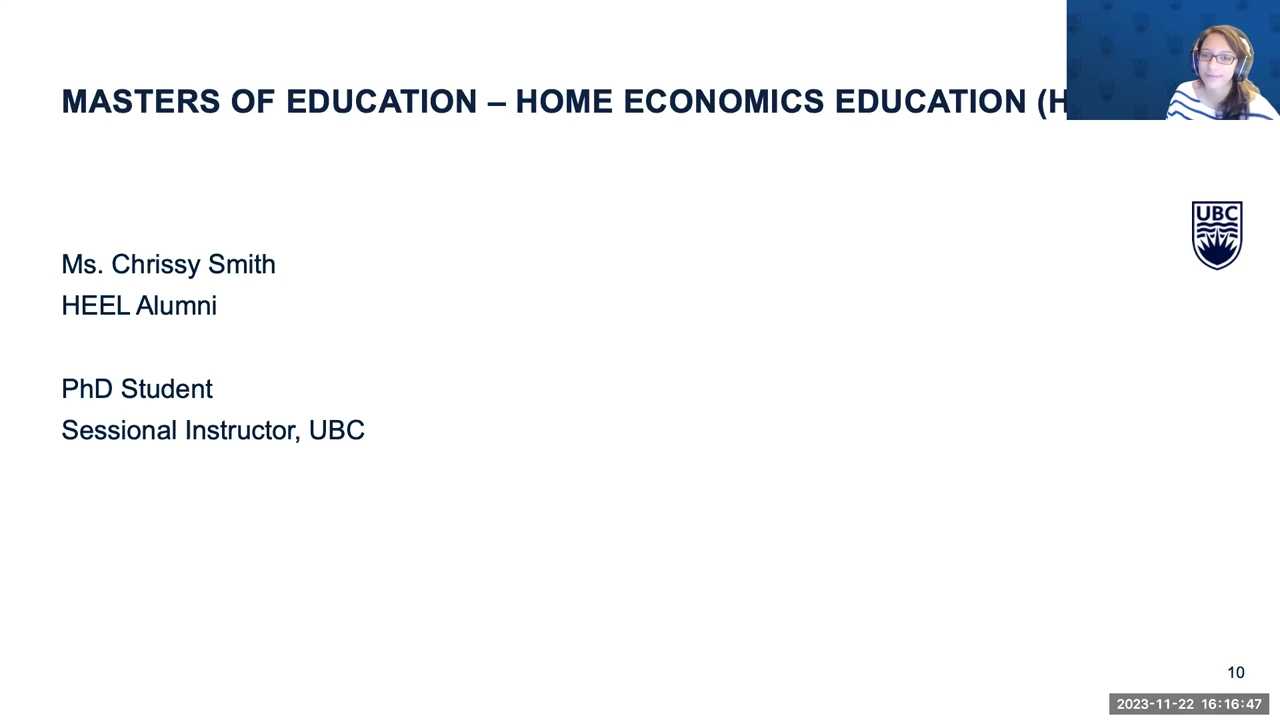 MASTERS OF EDUCATION – HOME ECONOMICS EDUCATION (H
UBC
Ms. Chrissy Smith
HEEL Alumni
PhD Student
Sessional Instructor, UBC
10
2023-11-22 16:16:47